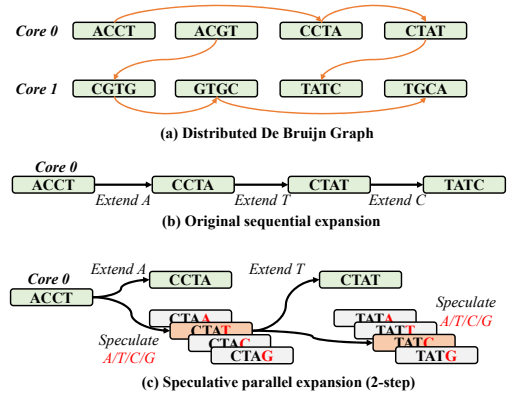 Core 0 ACCT ACGT CCTA CTAT
Core 1 CGTG GTGC TATC TGCA
(a) Distributed De Bruijn Graph
Core 0
ACCT CCTA CTAT TATC
Extend A Extend T Extend C
(b) Original sequential expansion
Extend A Extend T
Core 0 CCTA CTAT
ACCT
CTAA TATA Speculate
Speculate CTAT TATT A/T/C/G
A/T/C/G CTAC TATC
CTAG TATG
(c) Speculative parallel expansion (2-step)